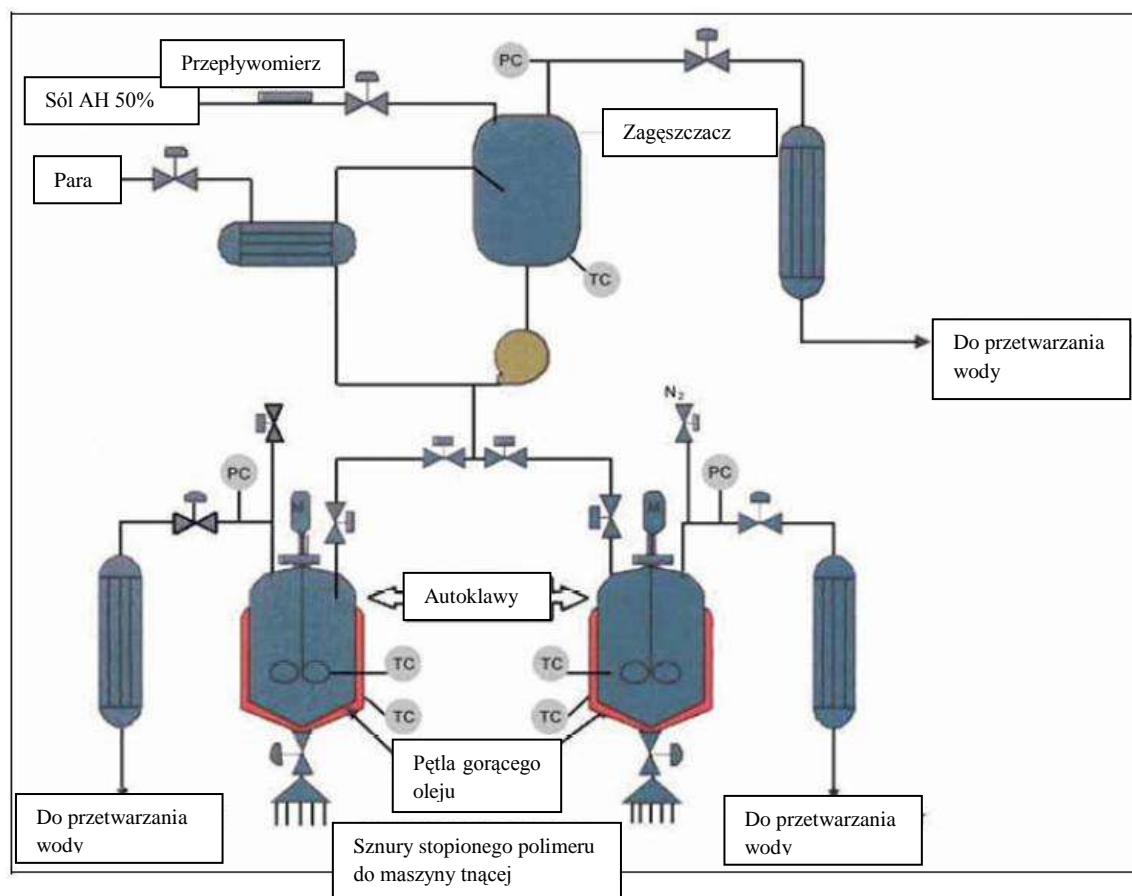 Przepływomierz
PC
Sól AH 50%
Zagęszczacz
Para
TC
Do przetwarzania
wody
N₂
PC
PC
M
M
Autoklawy
TC
TC
TC
TC
Pętla gorącego
oleju
Do przetwarzania
wody
Do przetwarzania
wody
Sznury stopionego polimeru
do maszyny tnącej